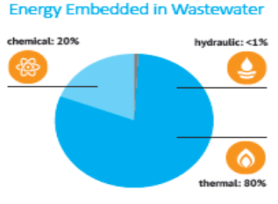 Energy Embedded in Wastewater
chemical: 20%
hydraulic: <1%
thermal: 80%